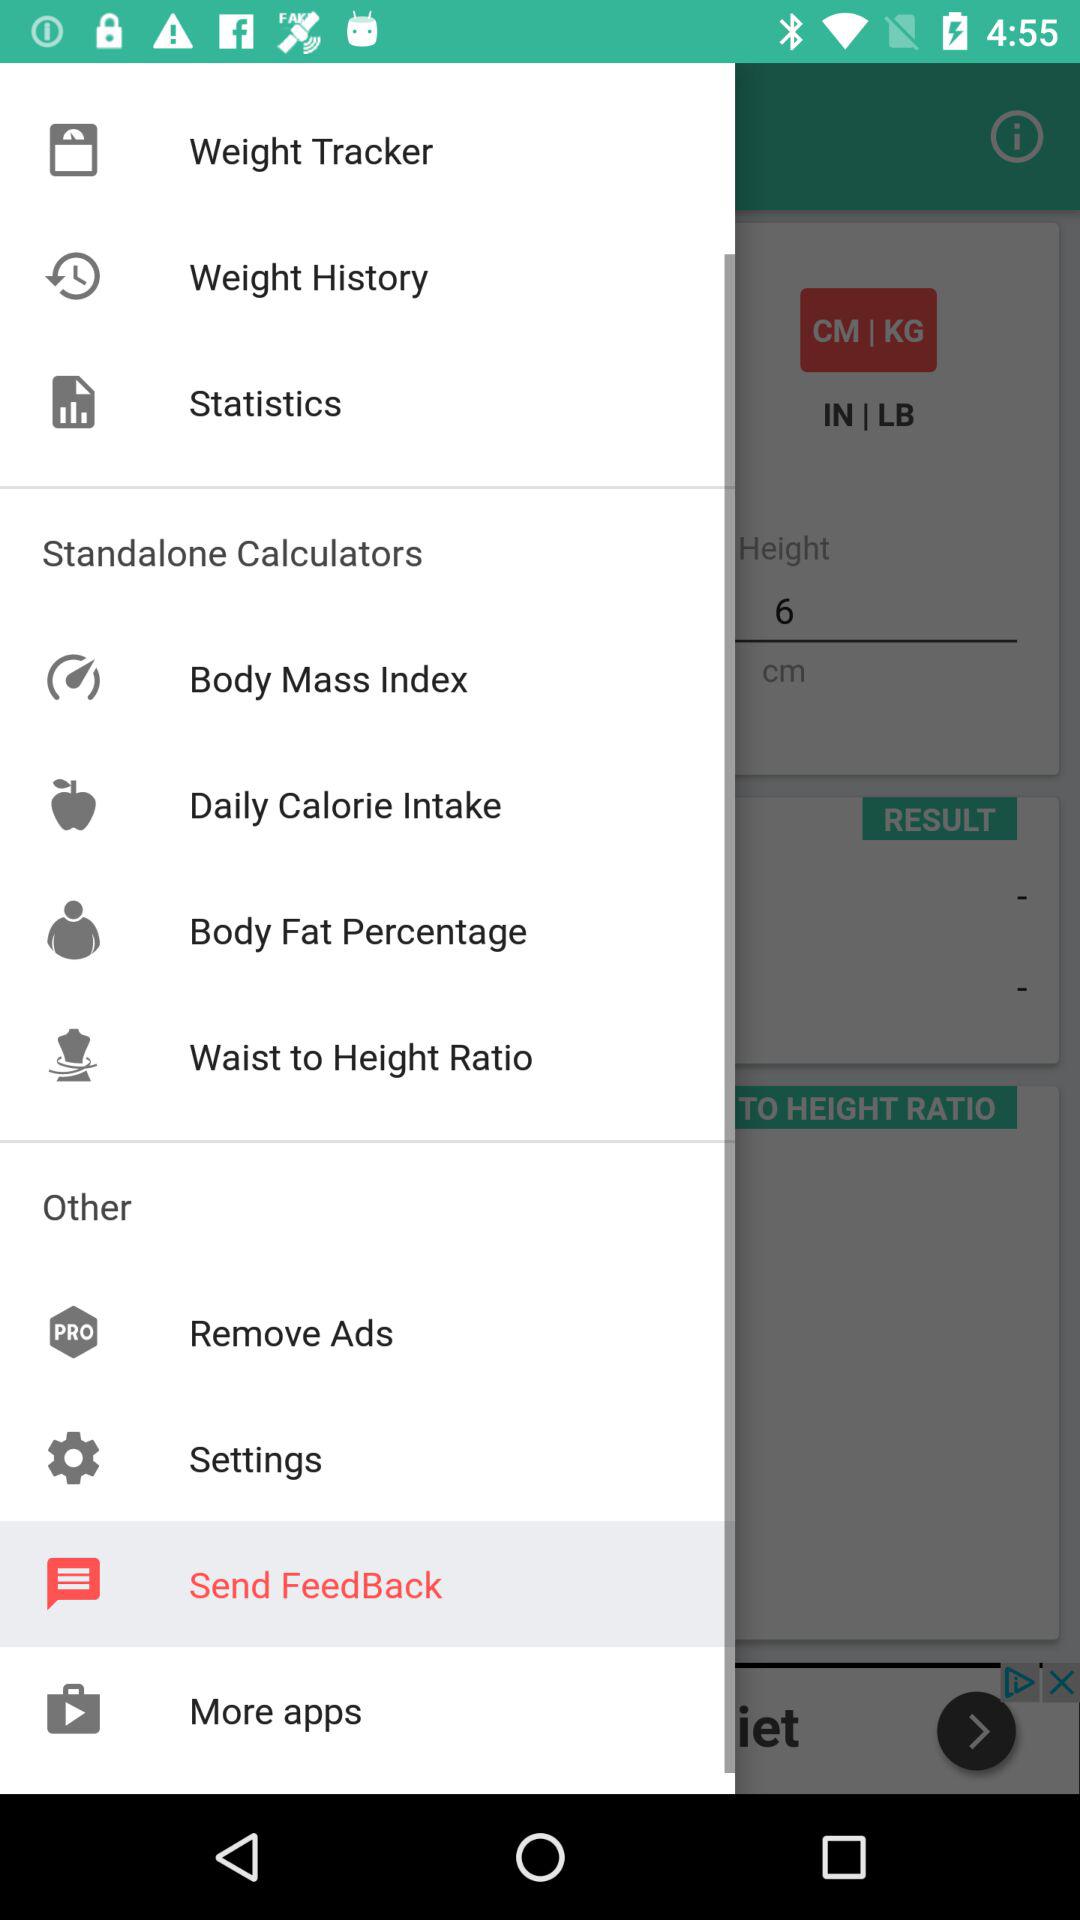 FAKE
4:55
Weight Tracker
Weight History
Statistics
CM | KG
IN | LB
Standalone Calculators
Height
6
cm
Body Mass Index
Daily Calorie Intake
RESULT
-
Body Fat Percentage
-
Waist to Height Ratio
TO HEIGHT RATIO
Other
PRO
Remove Ads
Settings
Send FeedBack
More apps
iet